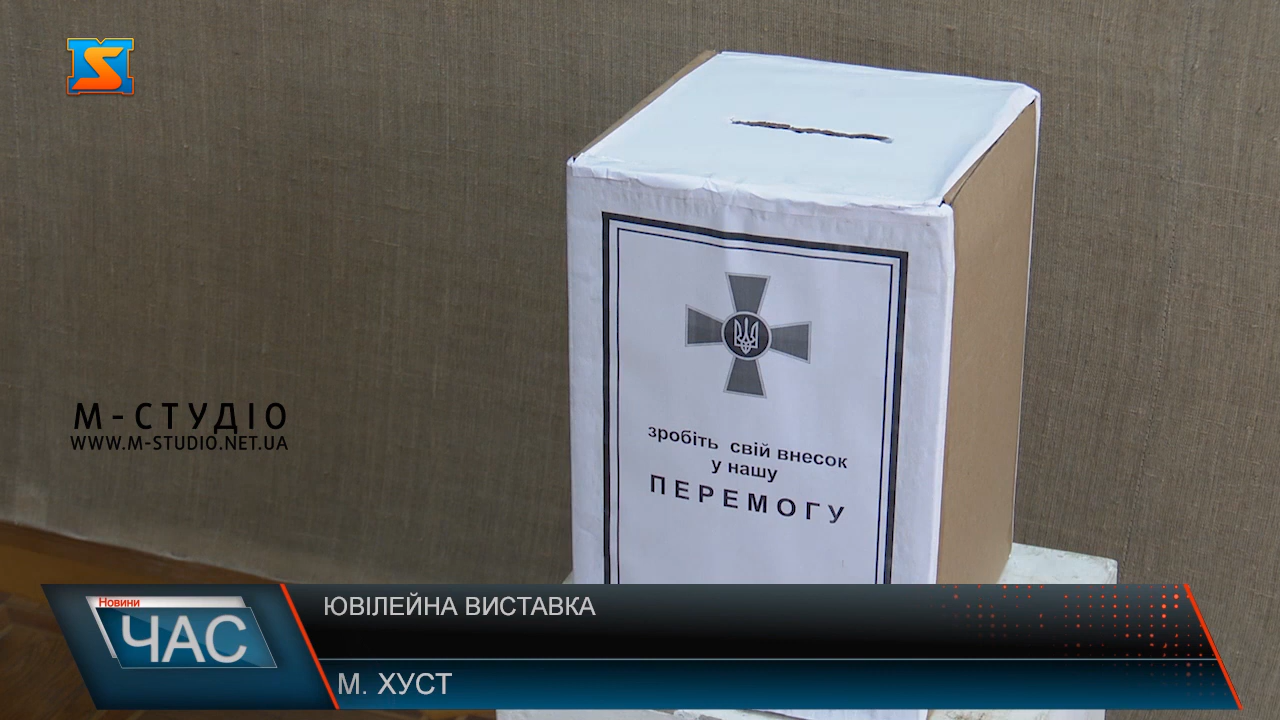 зробіть свій внесок
у нашу
ПЕРЕМОГУ
М-СТУДІО
WWW.M-STUDIO.NET.UA
Новини
ЧАС
ЮВІЛЕЙНА ВИСТАВКА
М. ХУСТ